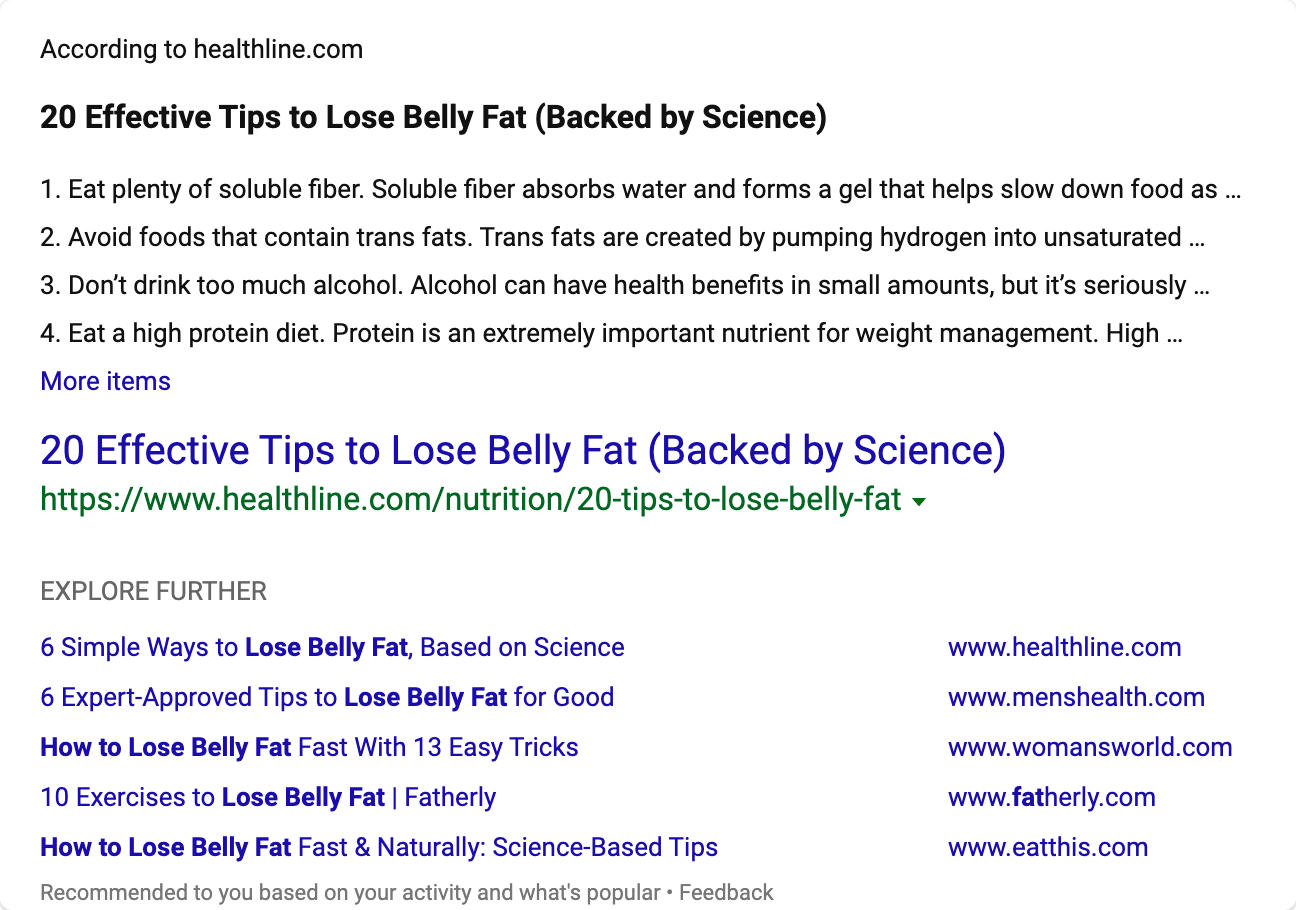 According to healthline.com
20 Effective Tips to Lose Belly Fat (Backed by Science)
1. Eat plenty of soluble fiber. Soluble fiber absorbs water and forms a gel that helps slow down food as ...
2. Avoid foods that contain trans fats. Trans fats are created by pumping hydrogen into unsaturated ...
3. Don’t drink too much alcohol. Alcohol can have health benefits in small amounts, but it’s seriously ...
4. Eat a high protein diet. Protein is an extremely important nutrient for weight management. High ...
More items
20 Effective Tips to Lose Belly Fat (Backed by Science)
https://www.healthline.com/nutrition/20-tips-to-lose-belly-fat
EXPLORE FURTHER
6 Simple Ways to Lose Belly Fat, Based on Science www.healthline.com
6 Expert-Approved Tips to Lose Belly Fat for Good www.menshealth.com
How to Lose Belly Fat Fast With 13 Easy Tricks www.womansworld.com
10 Exercises to Lose Belly Fat | Fatherly www.fatherly.com
How to Lose Belly Fat Fast & Naturally: Science-Based Tips www.eatthis.com
Recommended to you based on your activity and what's popular • Feedback